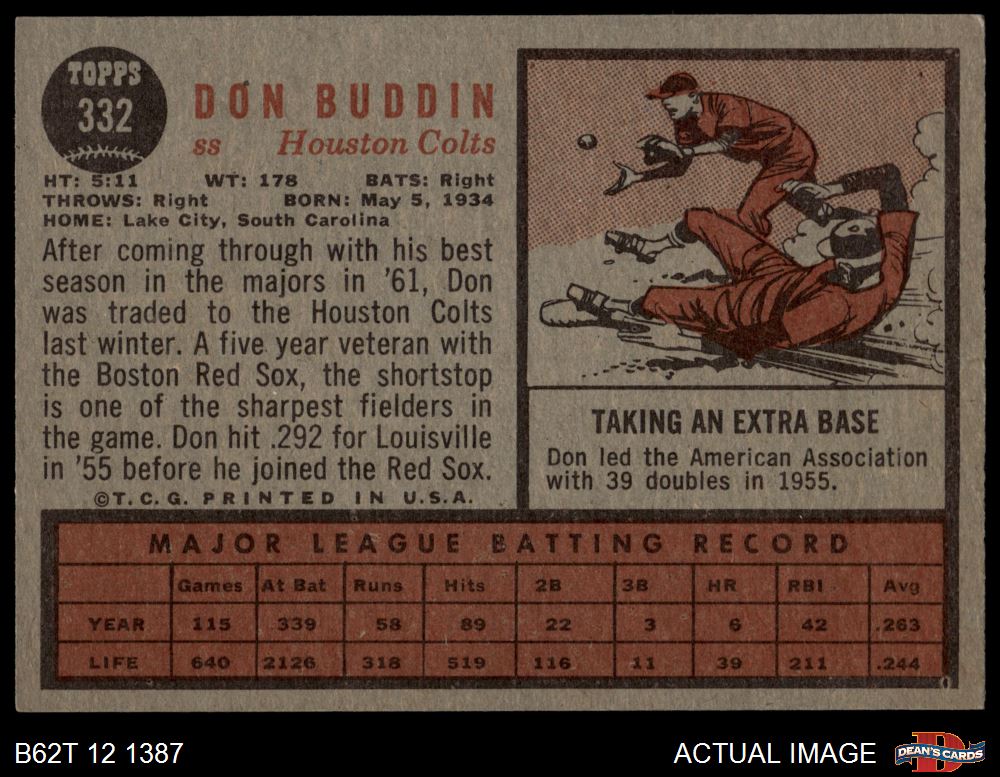 TOPPS
332
DON BUDDIN
ss Houston Colts
HT: 5:11 WT: 178 BATS: Right
THROWS: Right BORN: May 5, 1934
HOME: Lake City, South Carolina
After coming through with his best
season in the majors in '61, Don
was traded to the Houston Colts
last winter. A five year veteran with
the Boston Red Sox, the shortstop
is one of the sharpest fielders in
the game. Don hit .292 for Louisville
in '55 before he joined the Red Sox.
©T.C.G. PRINTED IN U.S.A.
TAKING AN EXTRA BASE
Don led the American Association
with 39 doubles in 1955.
MAJOR LEAGUE BATTING RECORD
Games At Bat Runs Hits 2B 3B HR RBI Avg
YEAR 115 339 58 89 22 3 6 42 .263
LIFE 640 2126 318 519 116 11 39 211 .244
B62T 12 1387
ACTUAL IMAGE
D
DEAN'S CARDS